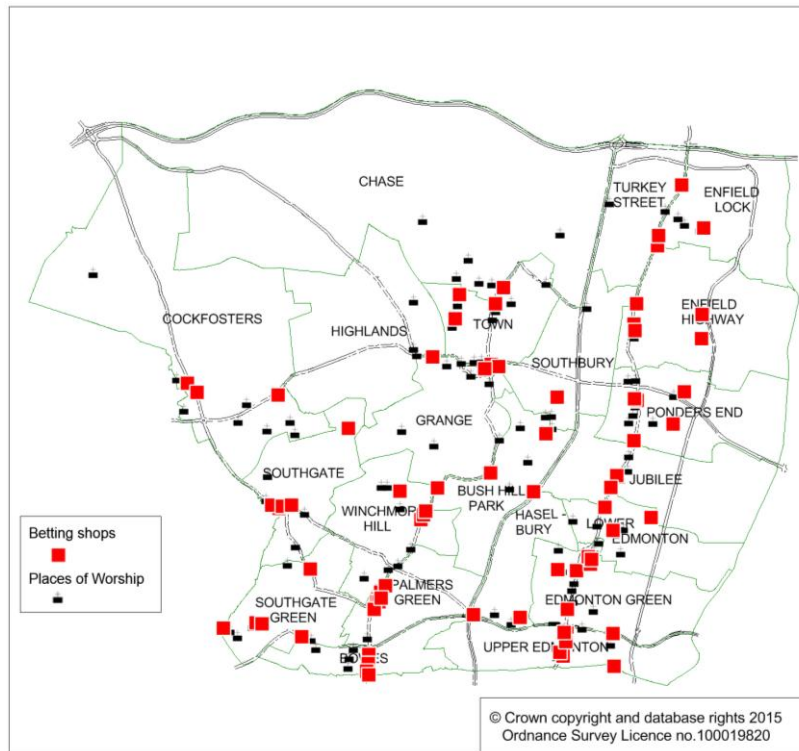 CHASE
TURKEY
STREET
ENFIELD
LOCK
COCKFOSTERS
HIGHLANDS
TOWN
ENFIELD
HIGHWAY
SOUTHBURY
GRANGE
PONDERS END
SOUTHGATE
JUBILEE
BUSH HILL
PARK
WINCHMORE
HILL
HASEL-
BURY
LOWER
EDMONTON
PALMERS
GREEN
EDMONTON GREEN
SOUTHGATE
GREEN
UPPER EDMONTON
BOWES
Betting shops
Places of Worship
© Crown copyright and database rights 2015
Ordnance Survey Licence no.100019820